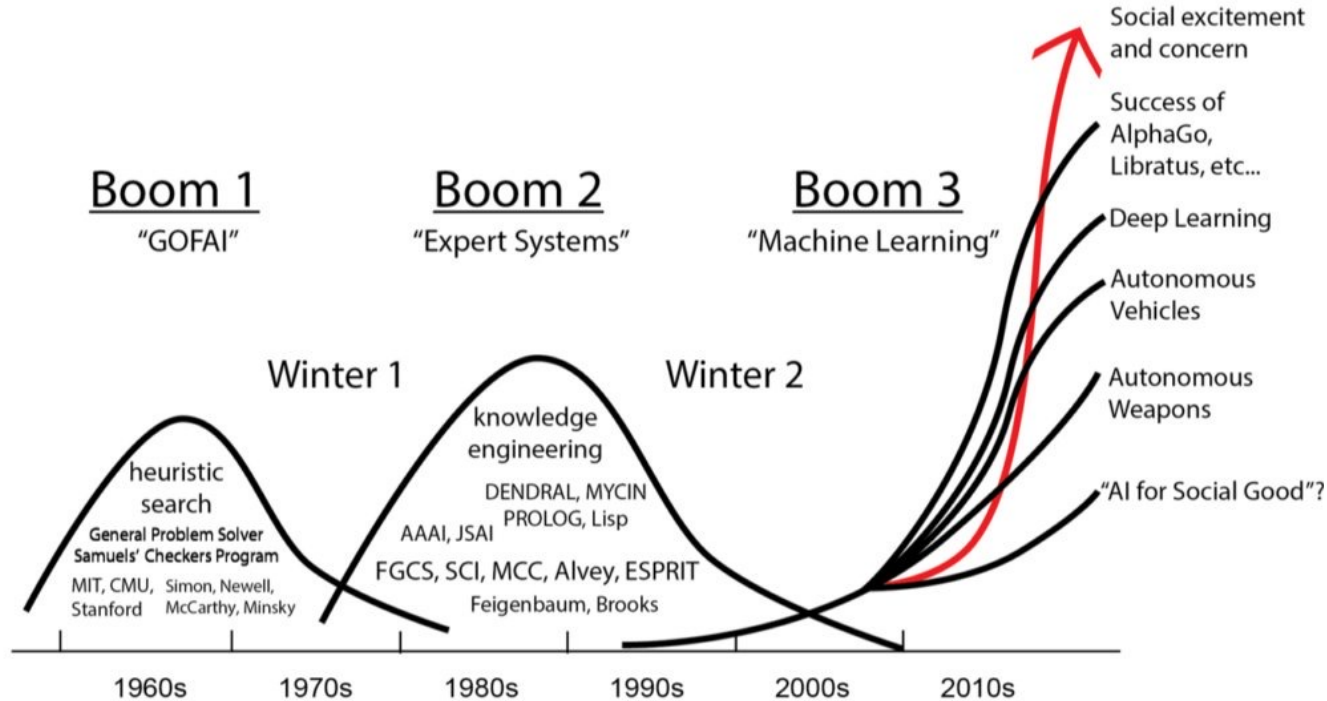 Social excitement
and concern
Success of
AlphaGo,
Libratus, etc...
Boom 1
"GOFAI"
Boom 2
"Expert Systems"
Boom 3
"Machine Learning"
Deep Learning
Autonomous
Vehicles
Winter 1
Winter 2
Autonomous
Weapons
heuristic
search
General Problem Solver
Samuels' Checkers Program
MIT, CMU,
Stanford
Simon, Newell,
McCarthy, Minsky
knowledge
engineering
DENDRAL, MYCIN
PROLOG, Lisp
AAAI, JSAI
FGCS, SCI, MCC, Alvey, ESPRIT
Feigenbaum, Brooks
"AI for Social Good"?
1960s
1970s
1980s
1990s
2000s
2010s